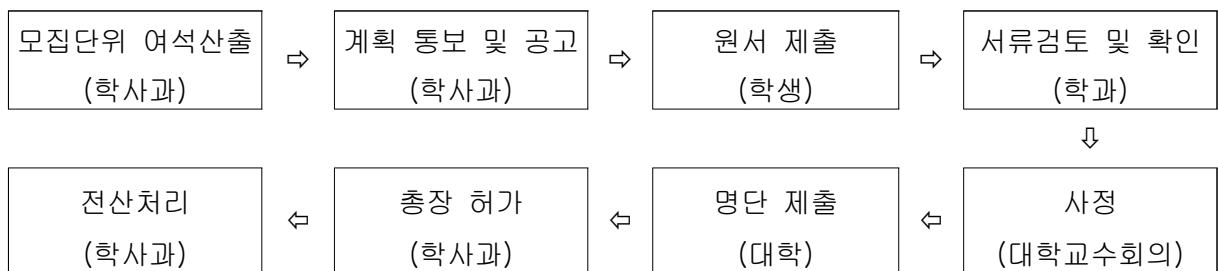 모집단위 여석산출
(학사과)
⇨
계획 통보 및 공고
(학사과)
⇨
원서 제출
(학생)
⇨
서류검토 및 확인
(학과)
⇩
전산처리
(학사과)
⇦
총장 허가
(학사과)
⇦
명단 제출
(대학)
⇦
사정
(대학교수회의)